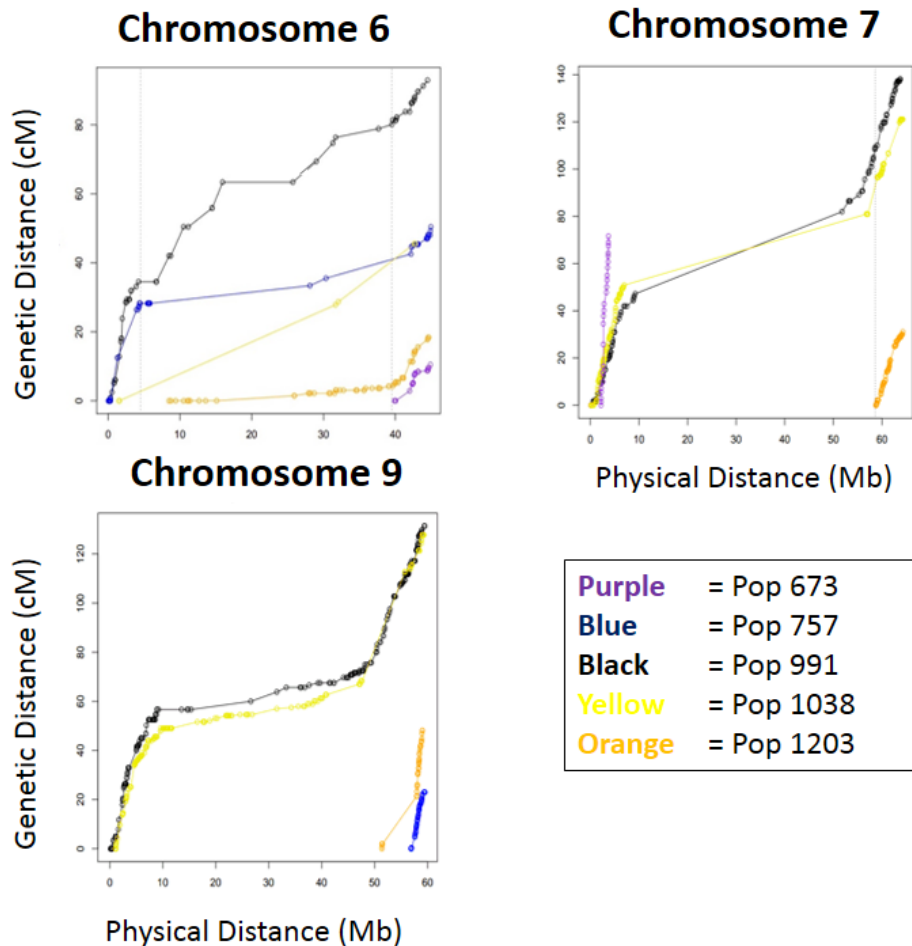 Chromosome 6
Chromosome 7
Genetic Distance (cM)
80
60
40
20
0
0 10 20 30 40
140
120
100
80
60
40
20
0
0 10 20 30 40 50 60
Physical Distance (Mb)
Chromosome 9
Genetic Distance (cM)
120
100
80
60
40
20
0
0 10 20 30 40 50 60
Physical Distance (Mb)
Purple = Pop 673
Blue = Pop 757
Black = Pop 991
Yellow = Pop 1038
Orange = Pop 1203